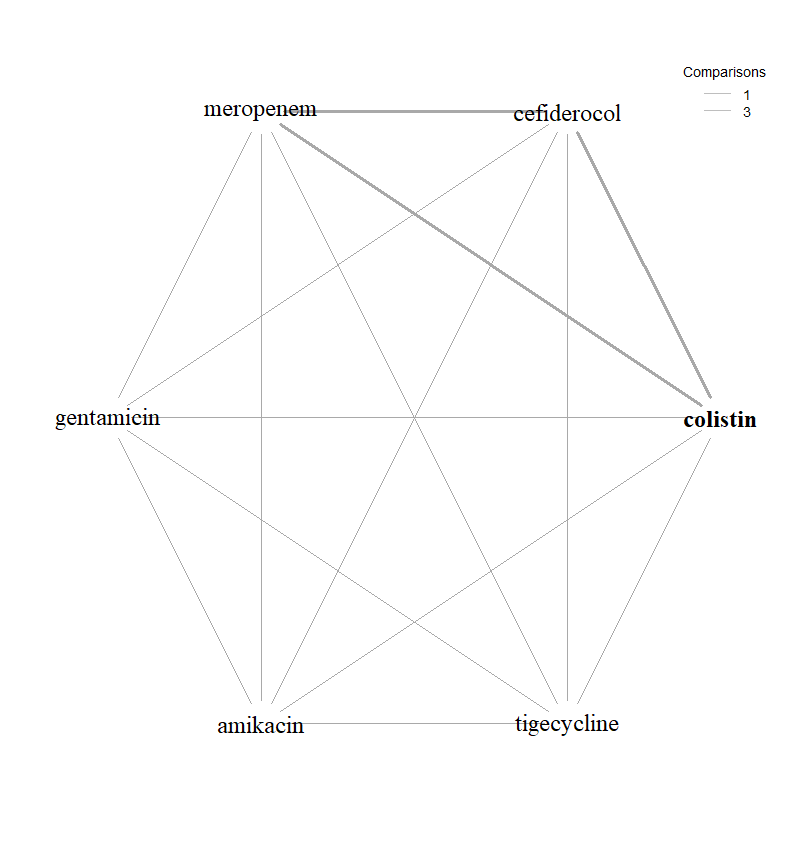 Comparisons
1
3
meropenem
cefiderocol
gentamicin
colistin
amikacin
tigecycline